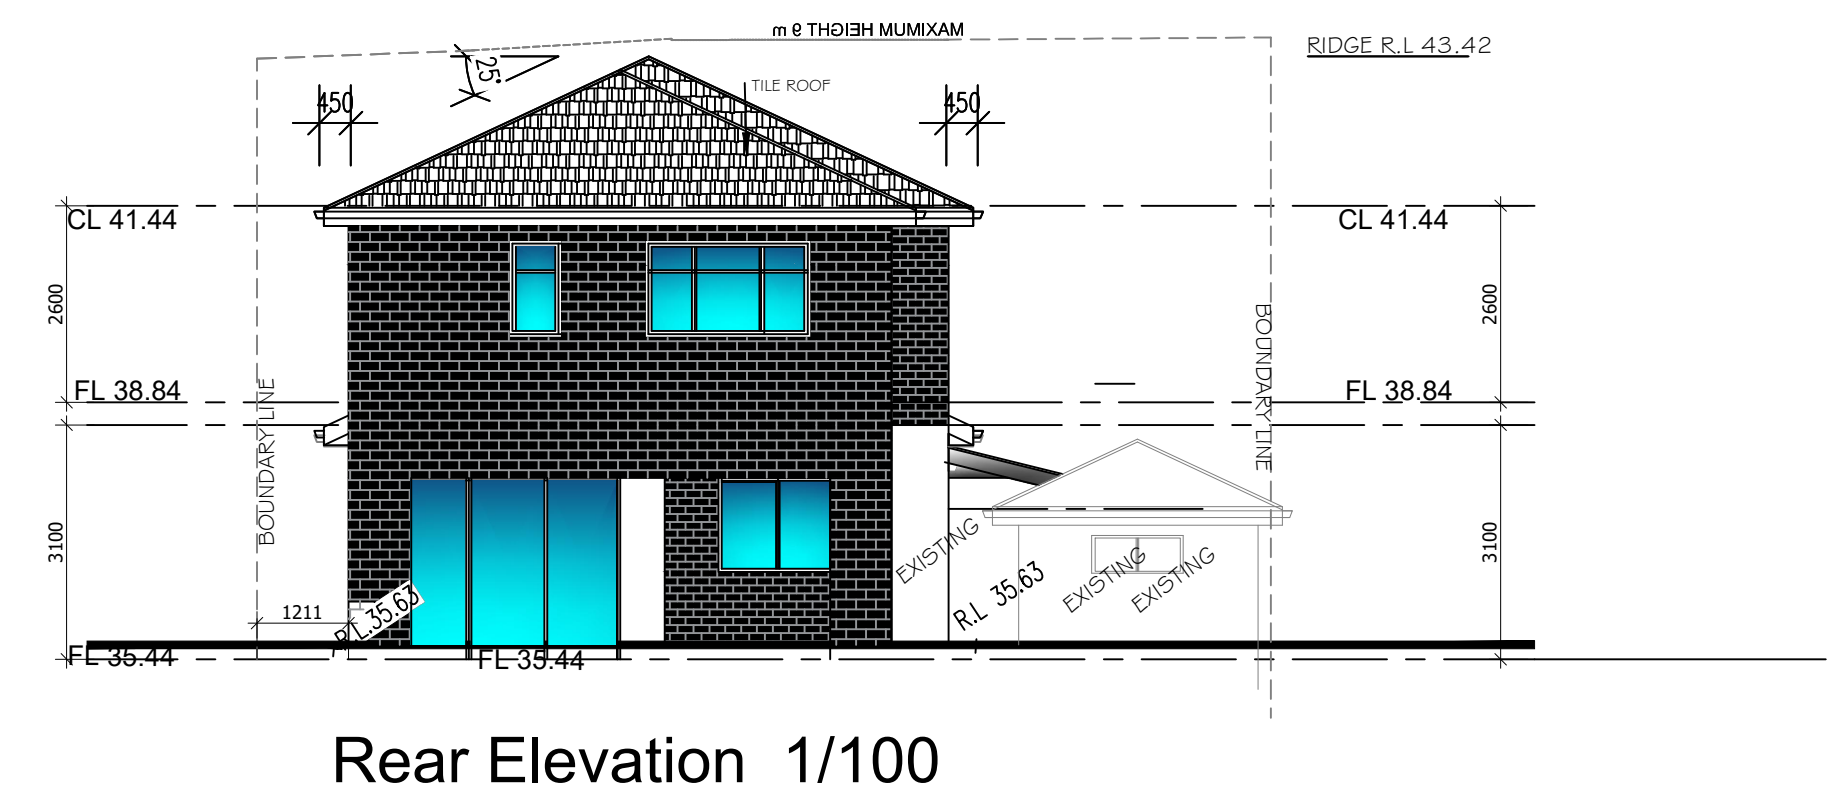 MAXIMUM HEIGHT 9 m
RIDGE R.L 43.42
25°
TILE ROOF
450
450
CL 41.44
CL 41.44
2600
2600
FL 38.84
FL 38.84
BOUNDARY LINE
BOUNDARY LINE
3100
3100
EXISTING
EXISTING
EXISTING
R.L.35.63
R.L 35.63
1211
FL 35.44
FL 35.44
Rear Elevation 1/100